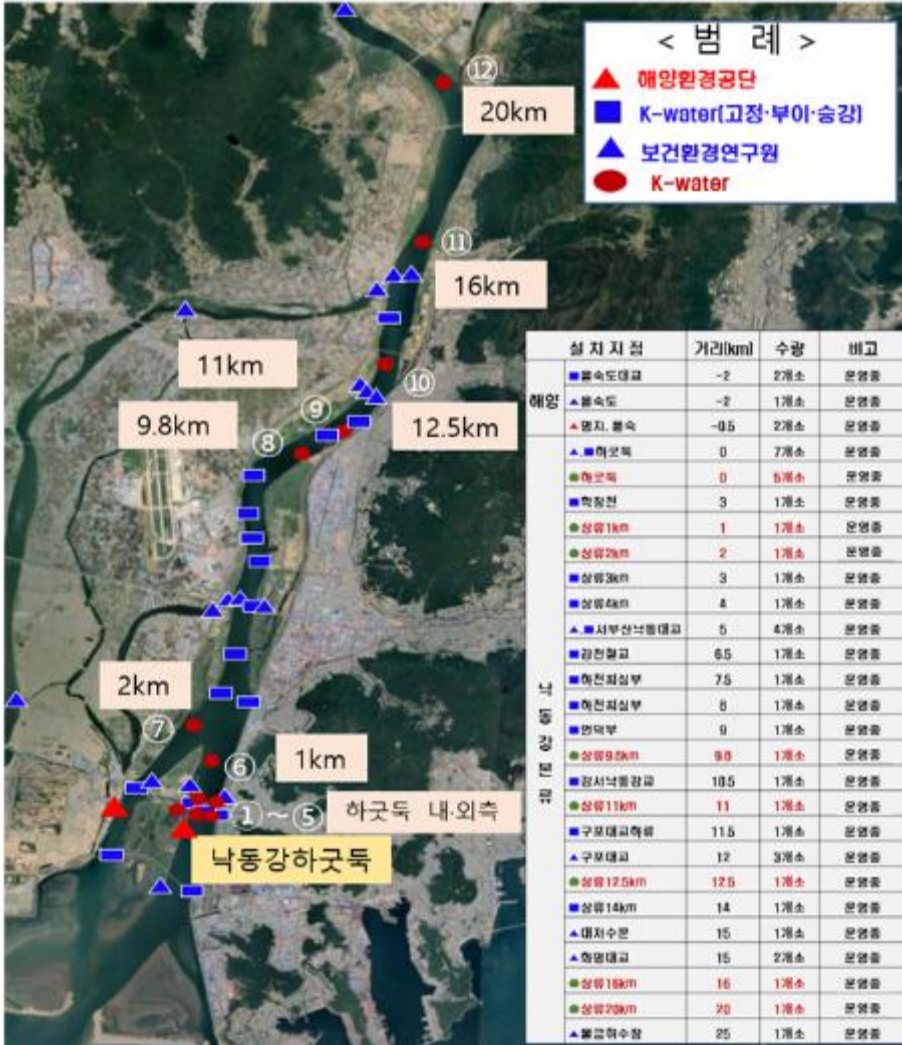 < 범 례 >
▲ 해양환경공단
■ K-water(고정·부이·승강)
▲ 보건환경연구원
● K-water
⑫
20km
⑪
16km
11km
⑩
⑨
9.8km
12.5km
⑧
2km
⑦
⑥
1km
① ~ ⑤
하굿둑 내·외측
낙동강하굿둑
설치지점 거리(km) 수량 비고
해양
■을숙도대교 -2 2개소 운영중
▲을숙도 -2 1개소 운영중
▲명지, 을숙 -0.5 2개소 운영중
낙동강본류
▲,■하굿둑 0 7개소 운영중
●하굿둑 0 5개소 운영중
■학장천 3 1개소 운영중
●상류1km 1 1개소 운영중
●상류2km 2 1개소 운영중
■상류3km 3 1개소 운영중
■상류4km 4 1개소 운영중
▲,■서부산낙동대교 5 4개소 운영중
■감전철교 6.5 1개소 운영중
■하천최심부 7.5 1개소 운영중
■하천최심부 8 1개소 운영중
■언덕부 9 1개소 운영중
●상류9.8km 9.8 1개소 운영중
■강서낙동강교 10.5 1개소 운영중
●상류11km 11 1개소 운영중
■구포대교하류 11.5 1개소 운영중
▲구포대교 12 3개소 운영중
●상류12.5km 12.5 1개소 운영중
■상류14km 14 1개소 운영중
▲대저수문 15 1개소 운영중
▲화명대교 15 2개소 운영중
●상류16km 16 1개소 운영중
●상류20km 20 1개소 운영중
▲물금취수장 25 1개소 운영중